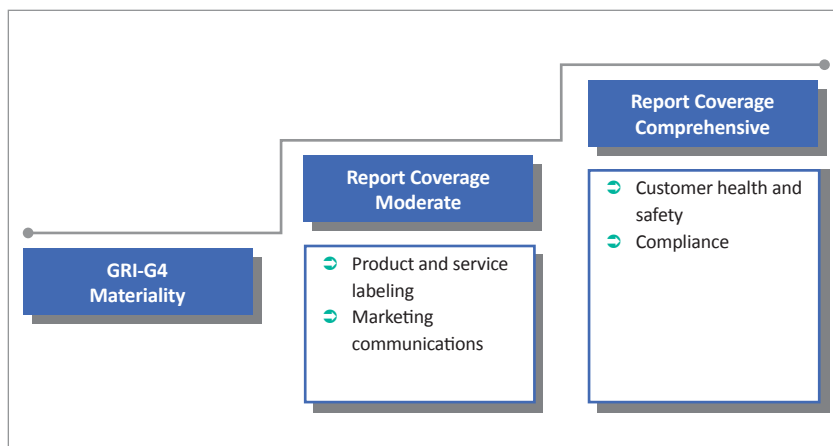 GRI-G4
Materiality
Report Coverage
Moderate
Product and service
labeling
Marketing
communications
Report Coverage
Comprehensive
Customer health and
safety
Compliance